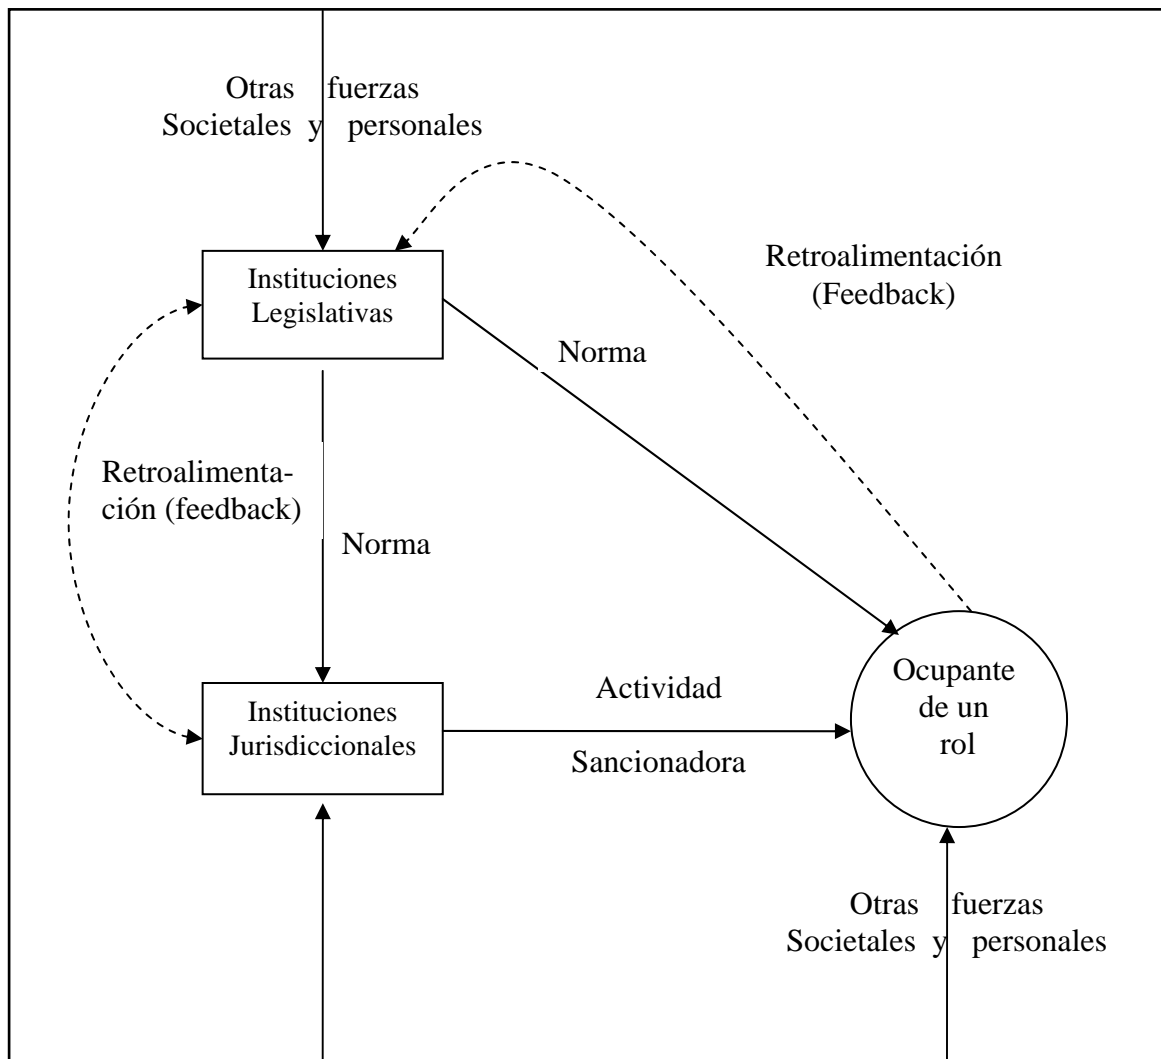 Otras fuerzas
Societales y personales
Instituciones
Legislativas
Retroalimentación
(Feedback)
Norma
Retroalimenta-
ción (feedback)
Norma
Instituciones
Jurisdiccionales
Actividad
Sancionadora
Ocupante
de un
rol
Otras fuerzas
Societales y personales